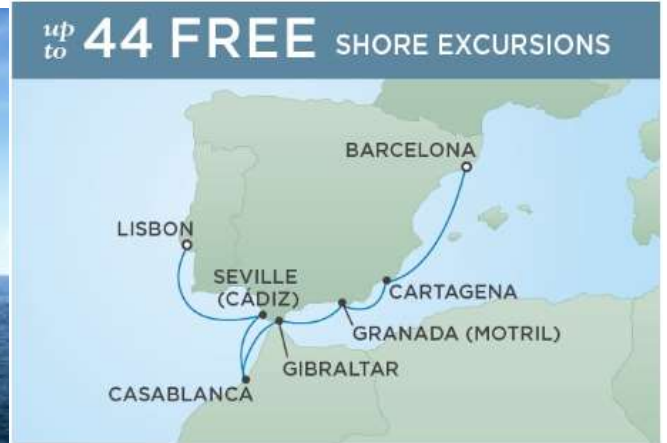 up to 44 FREE SHORE EXCURSIONS
BARCELONA
LISBON
SEVILLE
(CÁDIZ)
CARTAGENA
GRANADA (MOTRIL)
GIBRALTAR
CASABLANCA